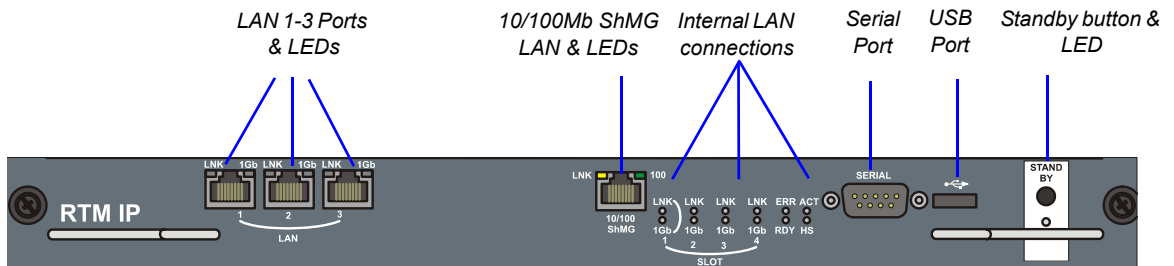 LAN 1-3 Ports
& LEDs
10/100Mb ShMG
LAN & LEDs
Internal LAN
connections
Serial
Port
USB
Port
Standby button &
LED
LNK 1Gb LNK 1Gb LNK 1Gb
LNK 100
SERIAL
STAND
BY
RTM IP
1 2 3
LAN
10/100
ShMG
LNK LNK LNK LNK ERR ACT
1Gb 1Gb 1Gb 1Gb RDY HS
1 2 3 4
SLOT